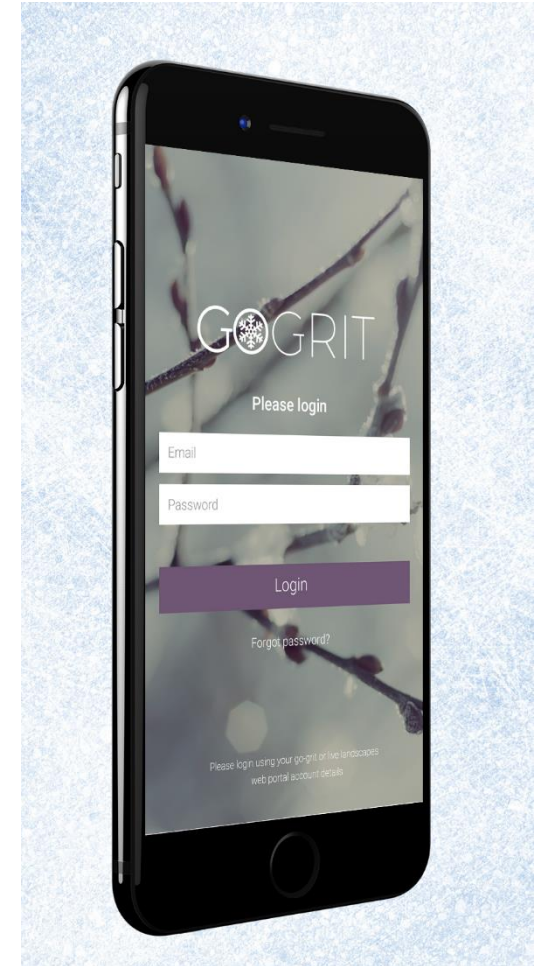 GOGRIT
Please login
Email
Password
Login
Forgot password?
Please login using your go-grit or live landscapes
web portal account details